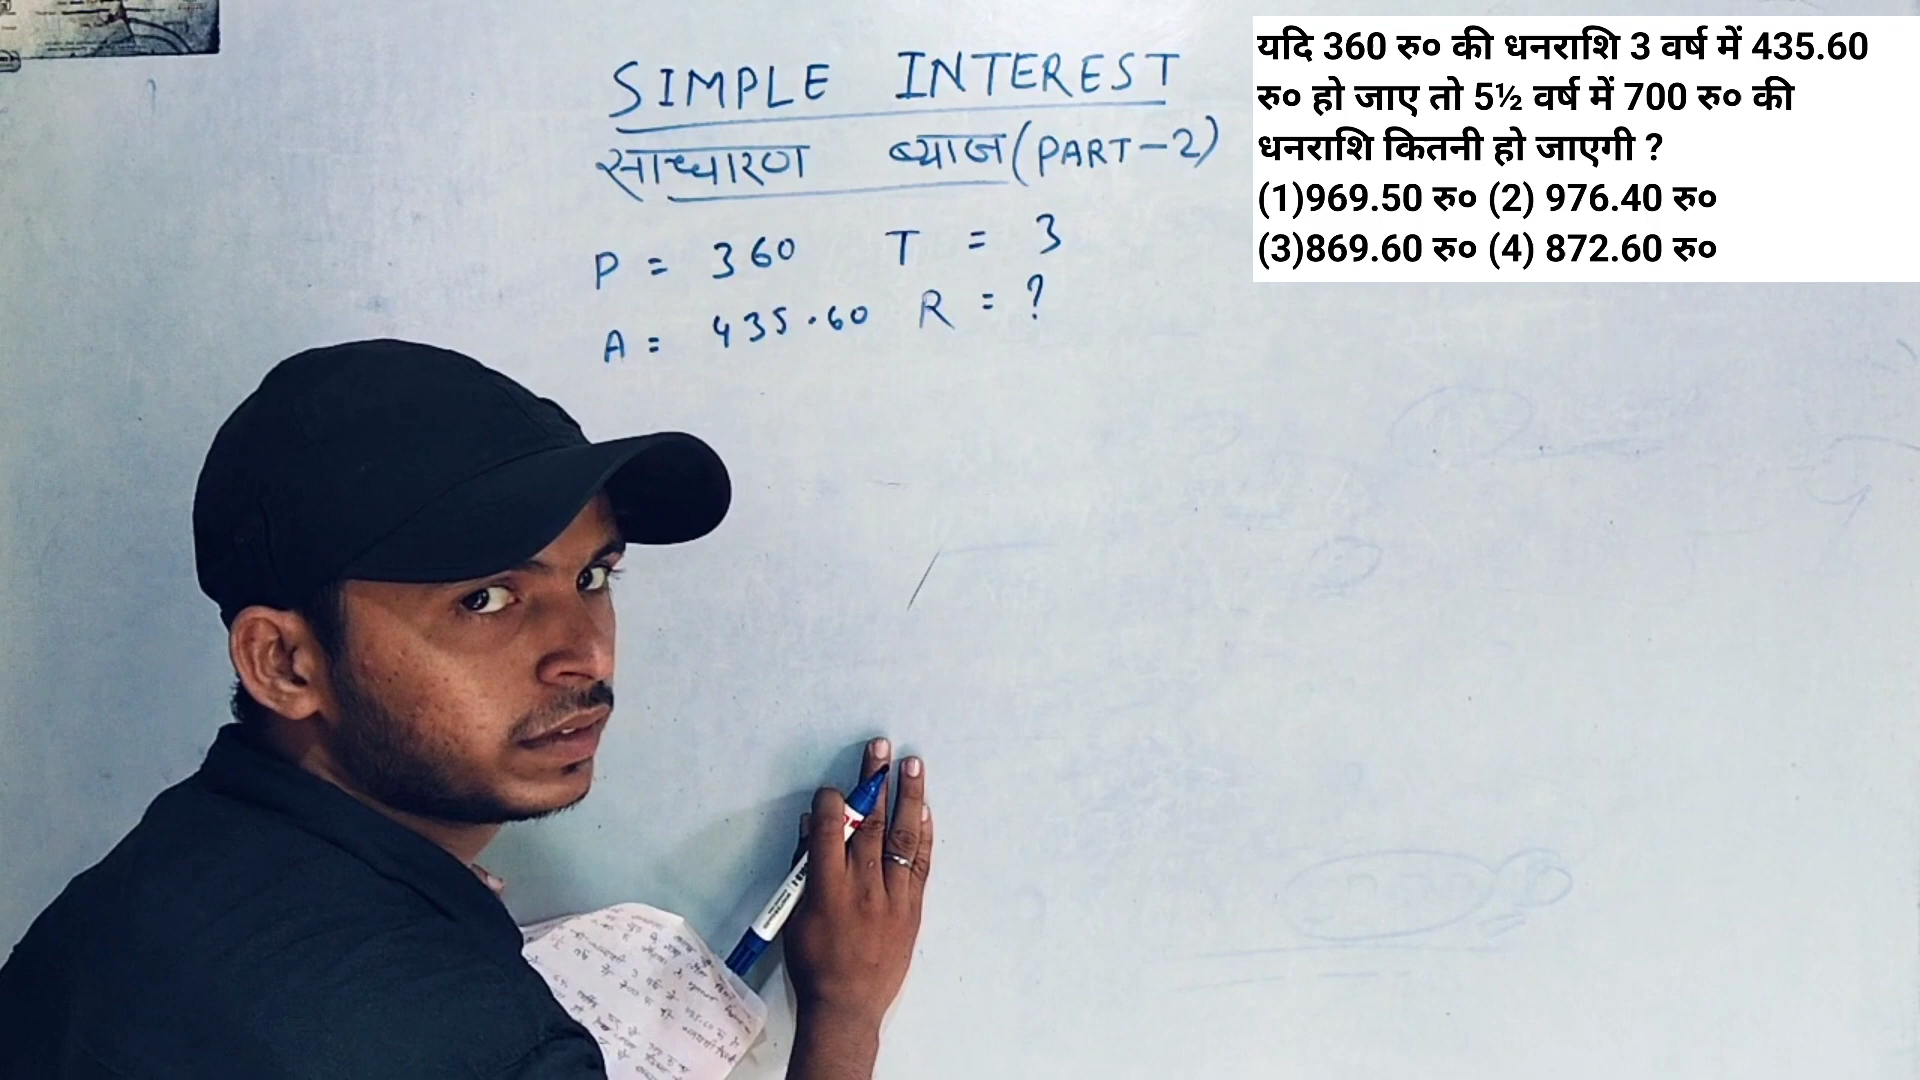 SIMPLE INTEREST
साधारण ब्याज (PART-2)
P = 360 T = 3
A = 435.60 R = ?
यदि 360 रु० की धनराशि 3 वर्ष में 435.60
रु० हो जाए तो 5½ वर्ष में 700 रु० की
धनराशि कितनी हो जाएगी ?
(1)969.50 रु० (2) 976.40 रु०
(3)869.60 रु० (4) 872.60 रु०